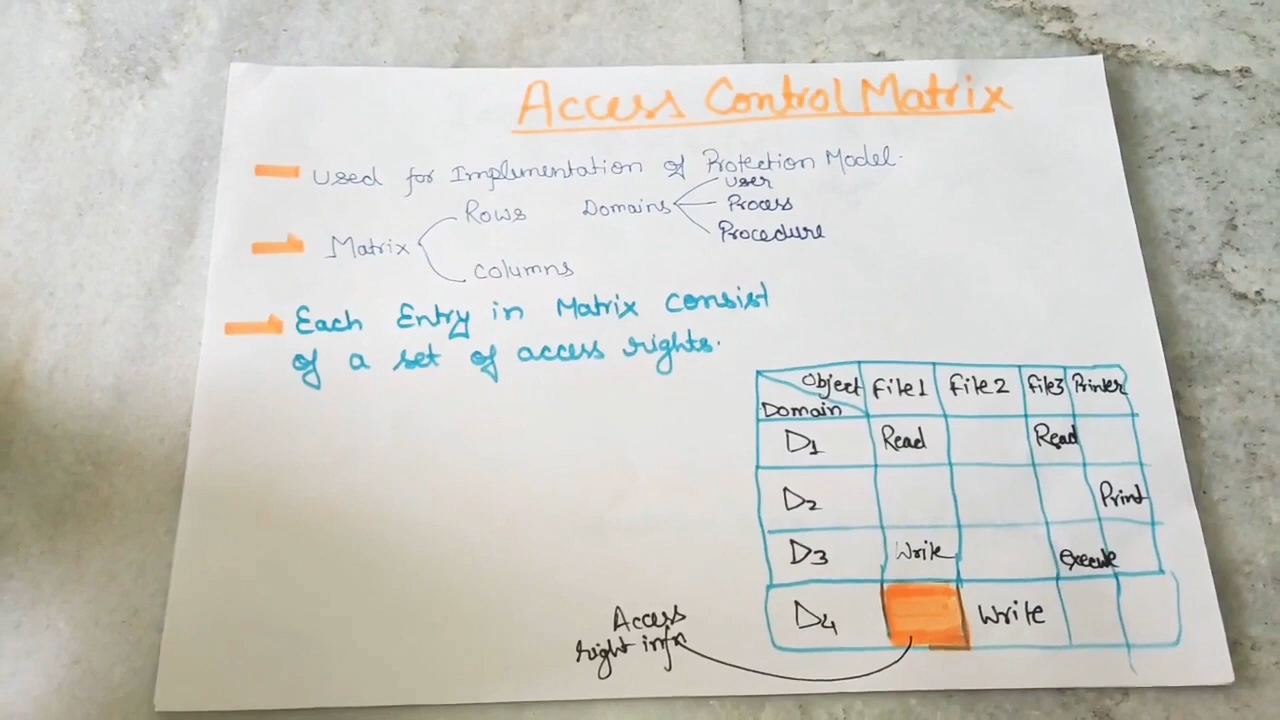 Access Control Matrix
Used for Implementation of Protection Model.
Matrix
Rows
Columns
Domains
User
Process
Procedure
Each Entry in Matrix consist
of a set of access rights.
Object
Domain
File1 File2 File3 Printer
D1 Read Read
D2 Print
D3 Write execute
D4 Write
Access
right infn